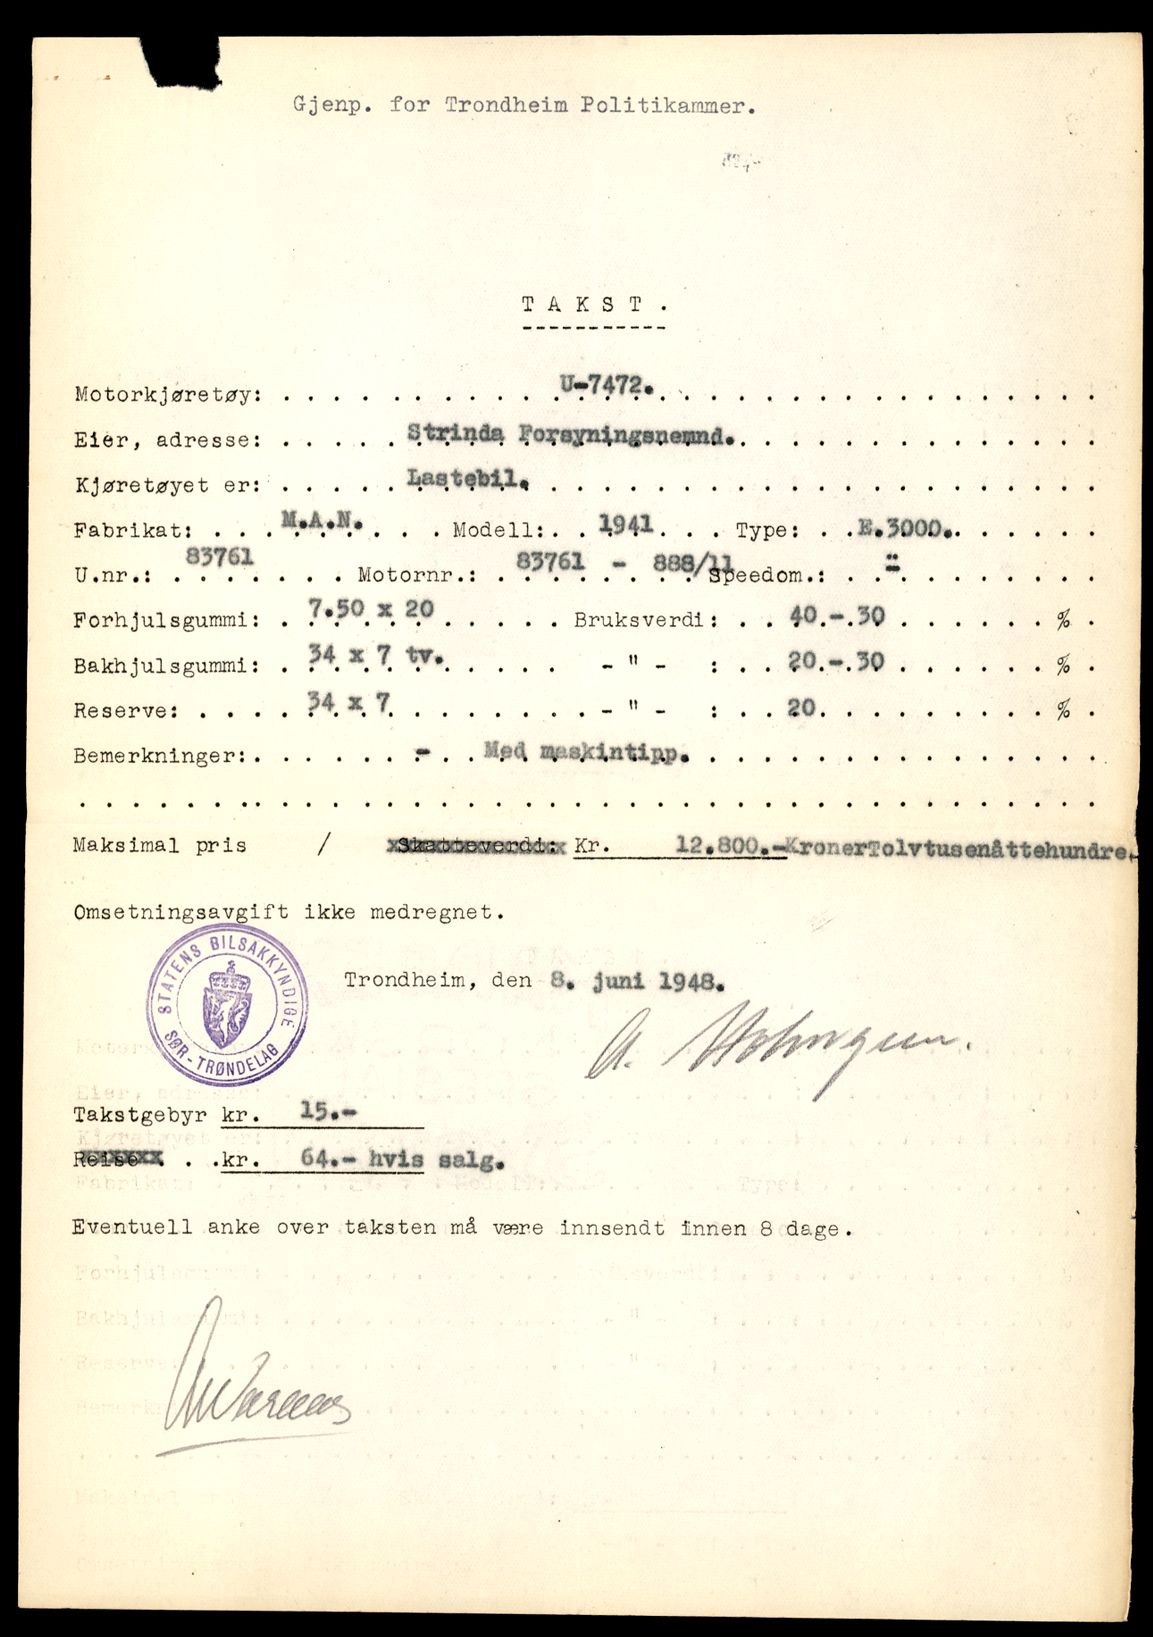 Gjenp. for Trondheim Politikammer.
T A K S T .
Motorkjøretøy: U-7472.
Eier, adresse: Strinda Forsyningsnemnd.
Kjøretøyet er: Lastebil.
Fabrikat: M.A.N. Modell: 1941 Type: E.3000.
U.nr.: 83761 Motornr.: 83761 - 888/11 Speedom.: "
Forhjulsgummi: 7.50 x 20 Bruksverdi: 40.-.30 %
Bakhjulsgummi: 34 x 7 tv. - " - : 20.-.30 %
Reserve: 34 x 7 - " - : 20 %
Bemerkninger: - Med maskintipp.
Maksimal pris / Skatteverdi: Kr. 12.800.-KronerTolvtusenåttehundre.
Omsetningsavgift ikke medregnet.
STATENS BILSAKKYNDIGE
SØR-TRØNDELAG
Trondheim, den 8. juni 1948.
Takstgebyr kr. 15.-
Reise . .kr. 64.- hvis salg.
Eventuell anke over taksten må være innsendt innen 8 dage.